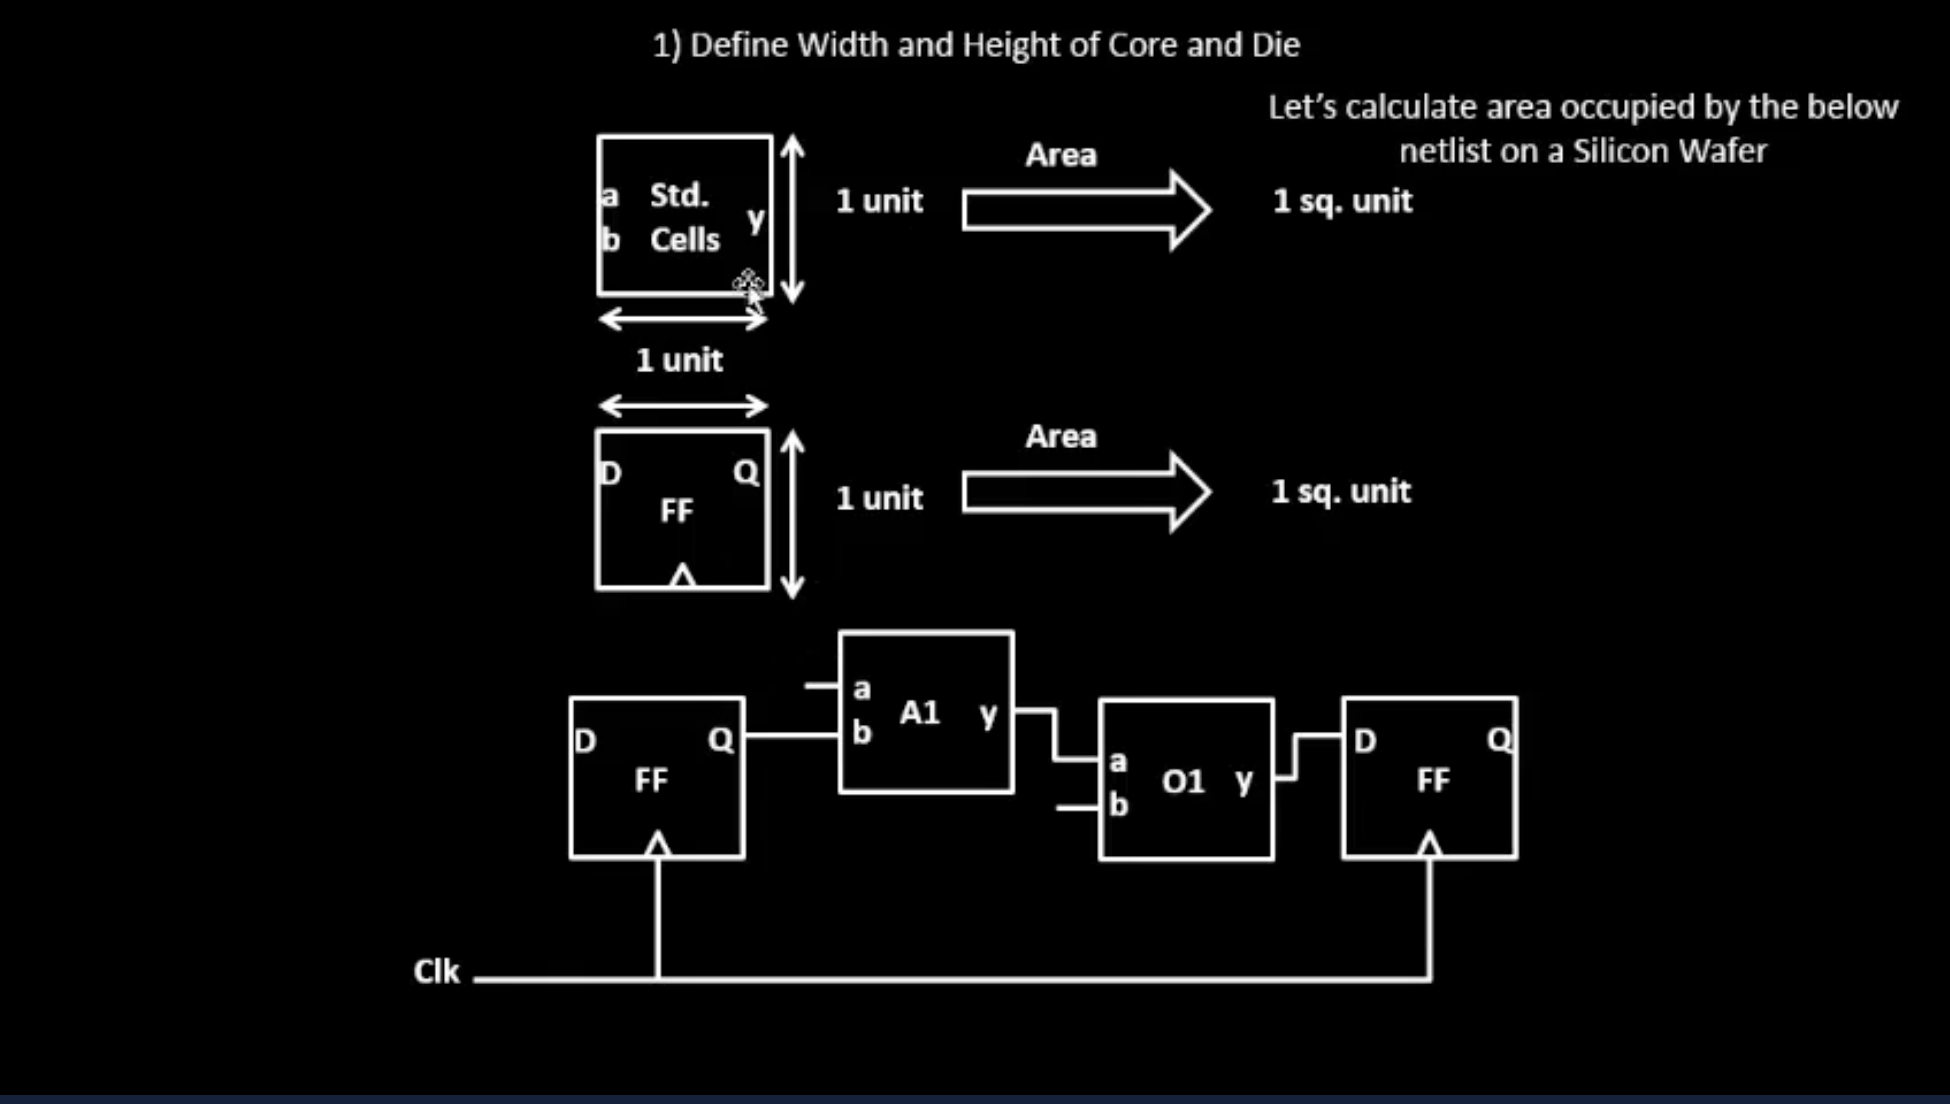 1) Define Width and Height of Core and Die
Let's calculate area occupied by the below
netlist on a Silicon Wafer
a Std. y
b Cells
1 unit
Area
1 sq. unit
1 unit
D Q
FF
1 unit
Area
1 sq. unit
D Q
FF
a A1 y
b
a O1 y
b
D Q
FF
Clk